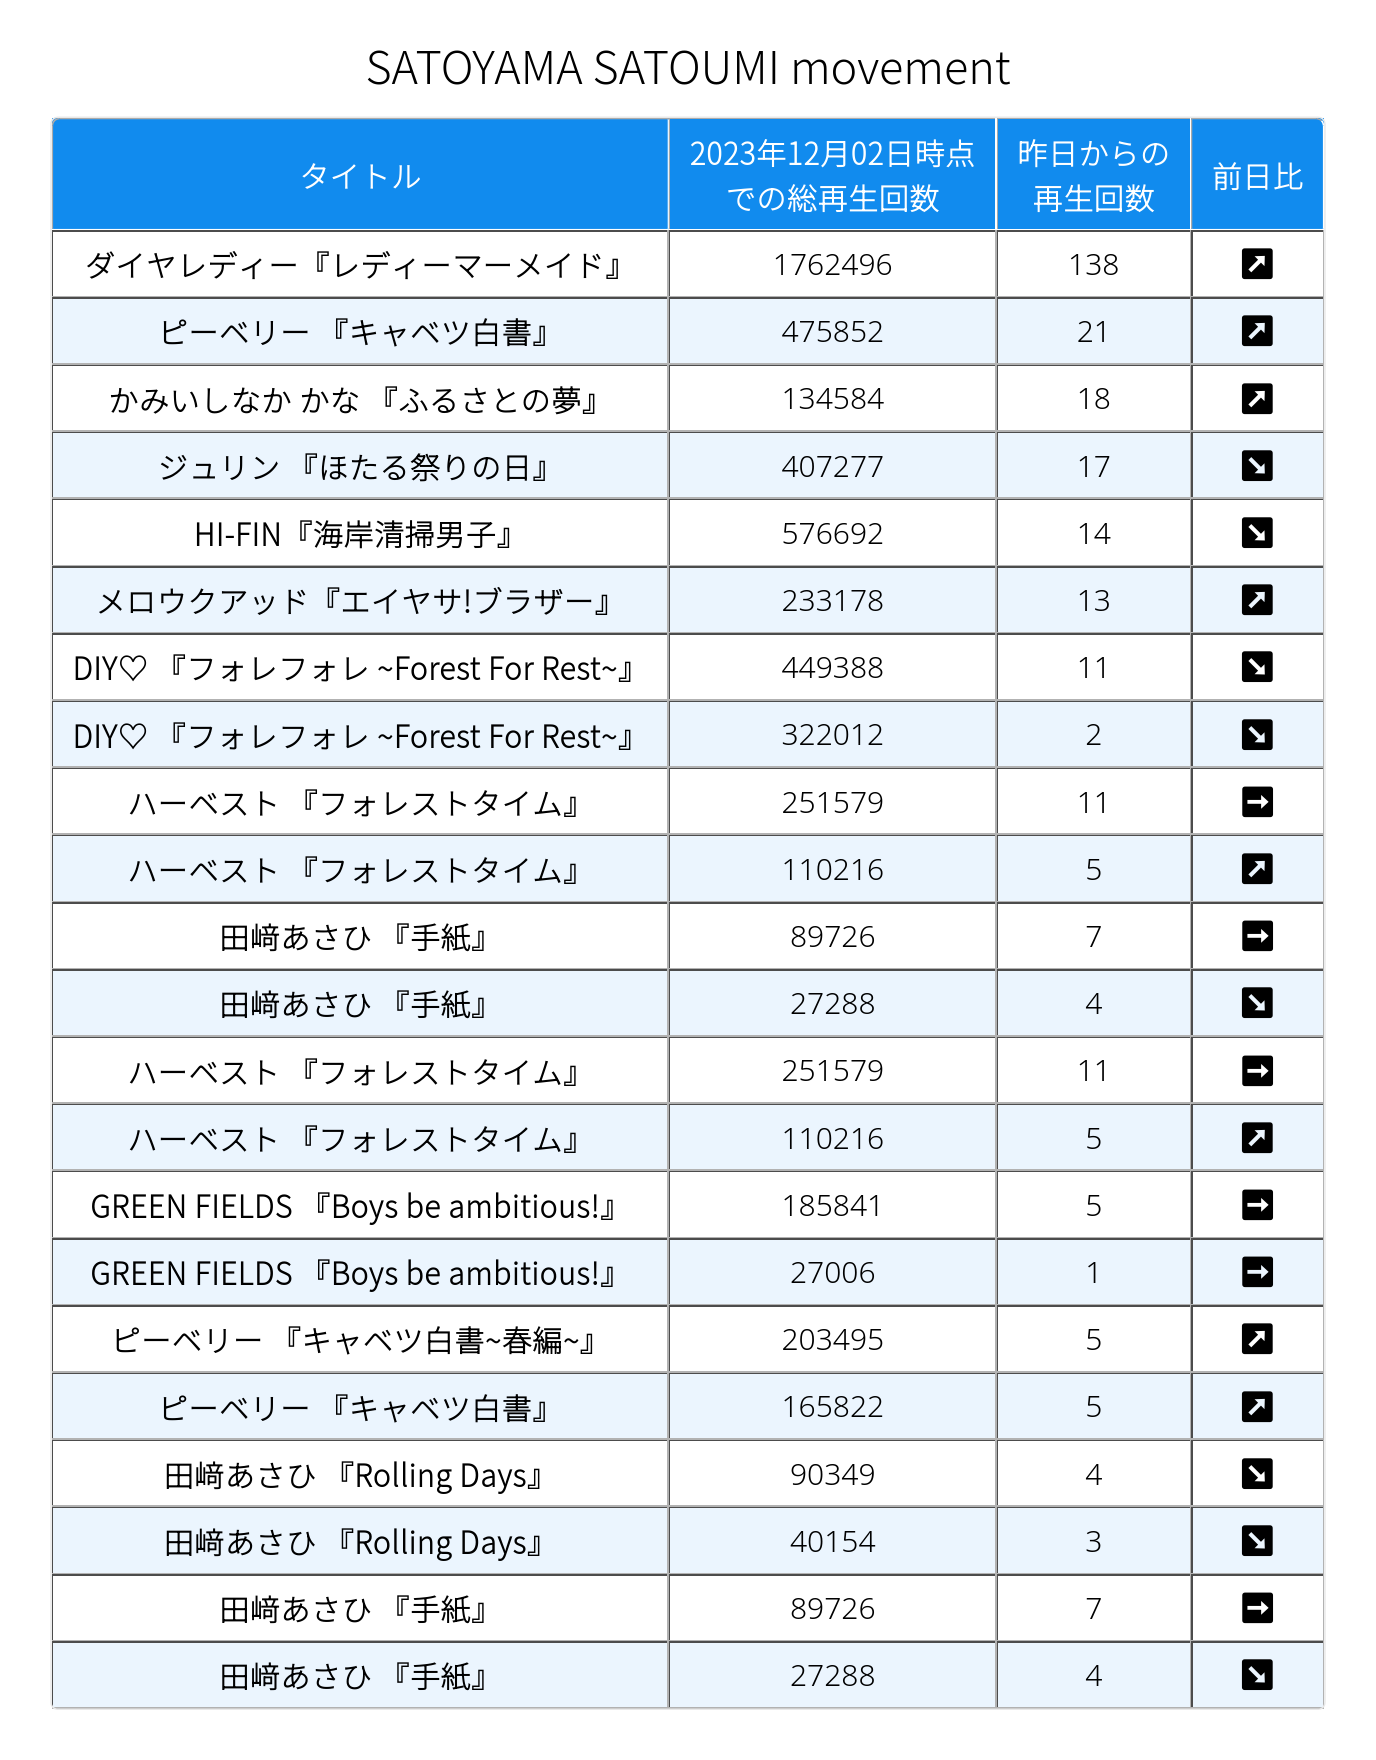 SATOYAMA SATOUMI movement
タイトル 2023年12月02日時点での総再生回数 昨日からの再生回数 前日比
ダイヤレディー『レディーマーメイド』 1762496 138 ↗
ピーベリー 『キャベツ白書』 475852 21 ↗
かみいしなか かな 『ふるさとの夢』 134584 18 ↗
ジュリン 『ほたる祭りの日』 407277 17 ↘
HI-FIN『海岸清掃男子』 576692 14 ↘
メロウクアッド『エイヤサ!ブラザー』 233178 13 ↗
DIY♡ 『フォレフォレ ~Forest For Rest~』 449388 11 ↘
DIY♡ 『フォレフォレ ~Forest For Rest~』 322012 2 ↘
ハーベスト 『フォレストタイム』 251579 11 →
ハーベスト 『フォレストタイム』 110216 5 ↗
田﨑あさひ 『手紙』 89726 7 →
田﨑あさひ 『手紙』 27288 4 ↘
ハーベスト 『フォレストタイム』 251579 11 →
ハーベスト 『フォレストタイム』 110216 5 ↗
GREEN FIELDS 『Boys be ambitious!』 185841 5 →
GREEN FIELDS 『Boys be ambitious!』 27006 1 →
ピーベリー 『キャベツ白書~春編~』 203495 5 ↗
ピーベリー 『キャベツ白書』 165822 5 ↗
田﨑あさひ 『Rolling Days』 90349 4 ↘
田﨑あさひ 『Rolling Days』 40154 3 ↘
田﨑あさひ 『手紙』 89726 7 →
田﨑あさひ 『手紙』 27288 4 ↘